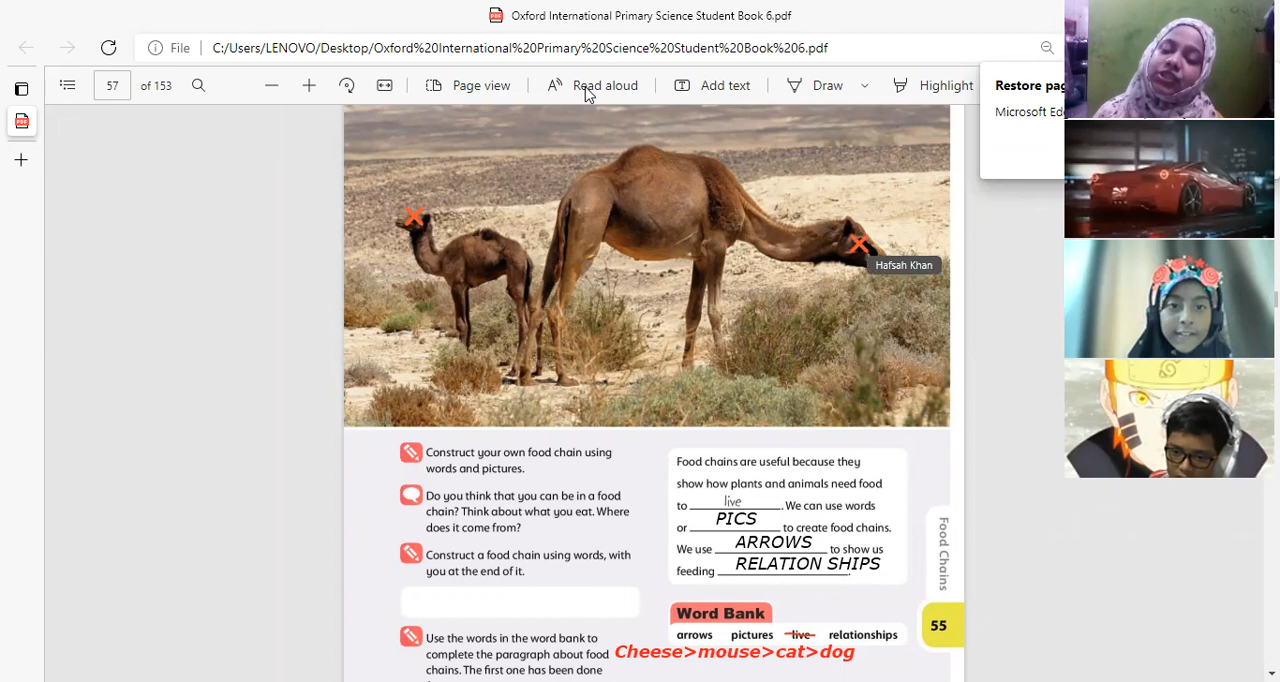 Oxford International Primary Science Student Book 6.pdf
File C:/Users/LENOVO/Desktop/Oxford%20International%20Primary%20Science%20Student%20Book%206.pdf
57 of 153 Page view Read aloud Add text Draw Highlight
Restore pag
Microsoft Ed
Hafsah Khan
Construct your own food chain using
words and pictures.
Do you think that you can be in a food
chain? Think about what you eat. Where
does it come from?
Construct a food chain using words, with
you at the end of it.
Use the words in the word bank to
complete the paragraph about food
chains. The first one has been done
Food chains are useful because they
show how plants and animals need food
to live. We can use words
or PICS to create food chains.
We use ARROWS to show us
feeding RELATION SHIPS.
Word Bank
arrows pictures live relationships
Cheese>mouse>cat>dog
Food Chains
55